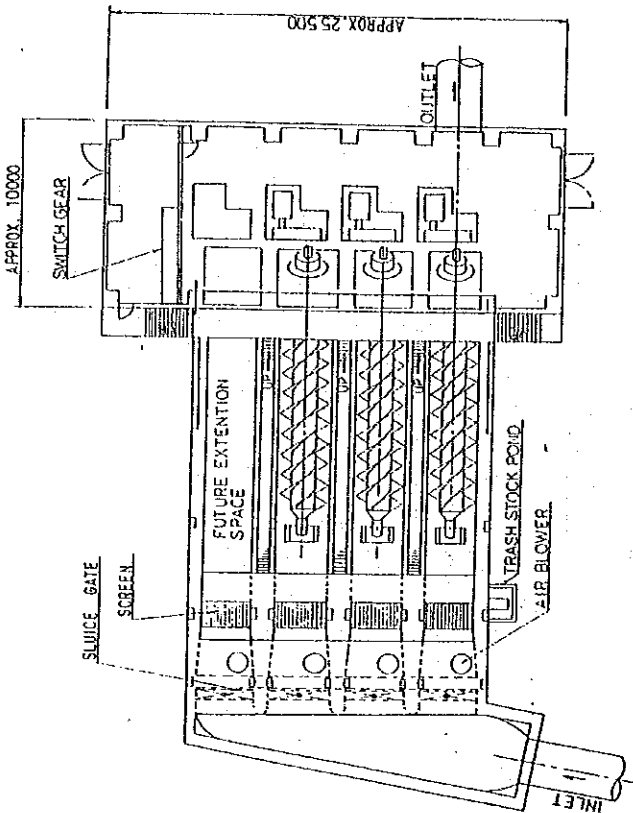 APPROX. 25.500
APPROX. 10000
SWITCH GEAR
OUTLET
FUTURE EXTENTION
SPACE
UP
UP
UP
SLUICE GATE
SCREEN
TRASH STOCK POND
AIR BLOWER
INLET